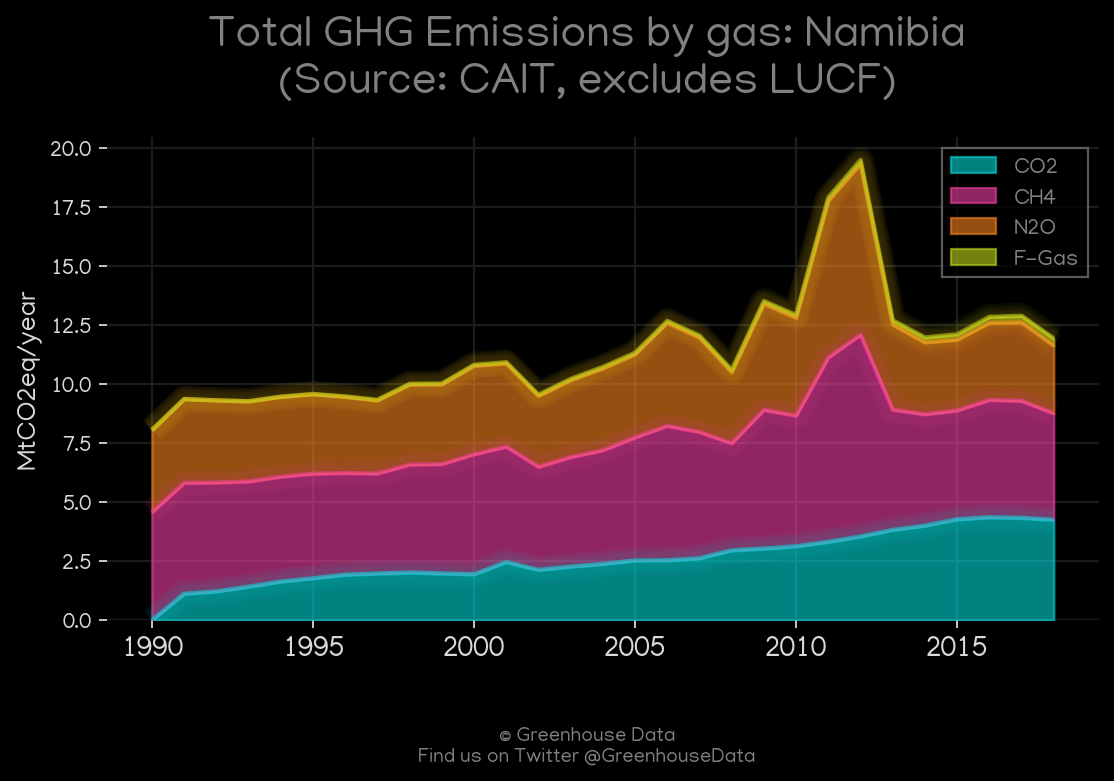 Total GHG Emissions by gas: Namibia
(Source: CAIT, excludes LUCF)
20.0
17.5
15.0
12.5
10.0
7.5
5.0
2.5
0.0
MtCO2eq/year
CO2
CH4
N2O
F-Gas
1990
1995
2000
2005
2010
2015
© Greenhouse Data
Find us on Twitter @GreenhouseData